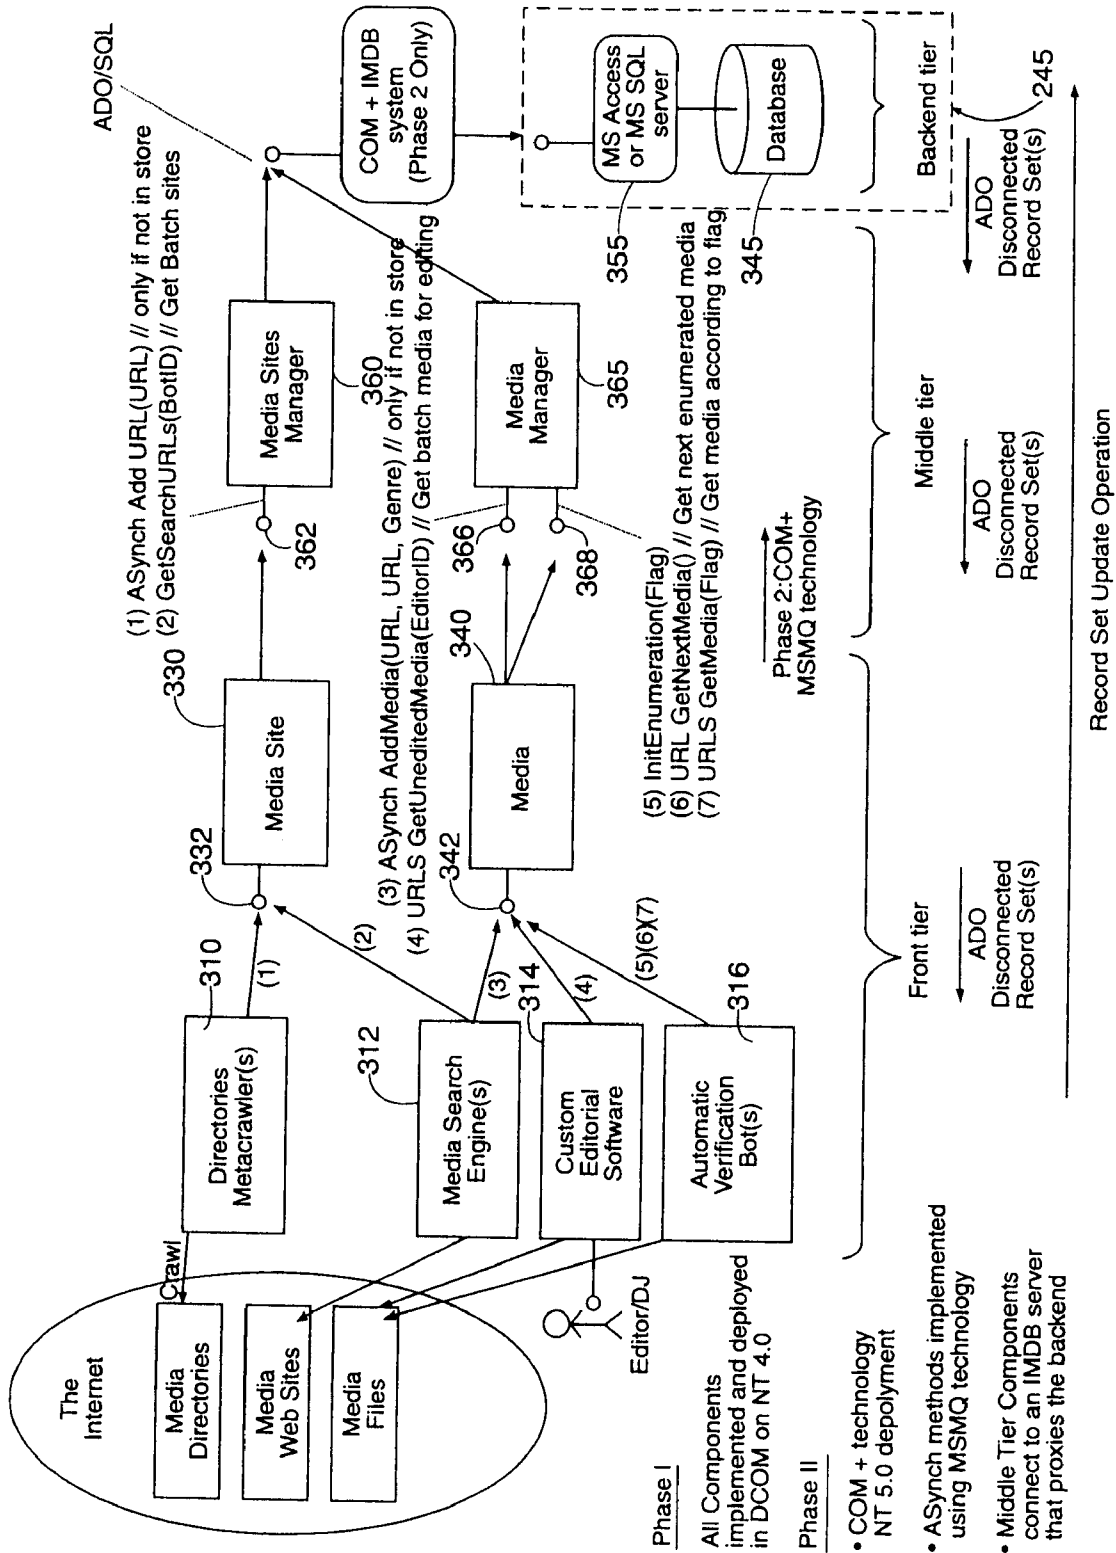 The
Internet
Media
Directories
Media
Web Sites
Media
Files
Crawl
Editor/DJ
Directories
Metacrawler(s)
310
Media Search
Engine(s)
312
Custom
Editorial
Software
314
Automatic
Verification
Bot(s)
316
(1)
(2)
(3)
(4)
(5)(6)(7)
332
Media Site
330
342
Media
340
(1) ASynch Add URL(URL) // only if not in store
(2) GetSearchURLs(BotID) // Get Batch sites
362
Media Sites
Manager
360
(3) ASynch AddMedia(URL, URL, Genre) // only if not in store
(4) URLS GetUneditedMedia(EditorID) // Get batch media for editing
366
368
Media
Manager
365
(5) InitEnumeration(Flag)
(6) URL GetNextMedia() // Get next enumerated media
(7) URLS GetMedia(Flag) // Get media according to flag
ADO/SQL
COM + IMDB
system
(Phase 2 Only)
MS Access
or MS SQL
server
355
Database
345
Backend tier
245
Phase 2:COM+
MSMQ technology
Front tier
Middle tier
ADO
Disconnected
Record Set(s)
ADO
Disconnected
Record Set(s)
ADO
Disconnected
Record Set(s)
Record Set Update Operation
Phase I
All Components
implemented and deployed
in DCOM on NT 4.0
Phase II
• COM + technology
NT 5.0 depolyment
• ASynch methods implemented
using MSMQ technology
• Middle Tier Components
connect to an IMDB server
that proxies the backend